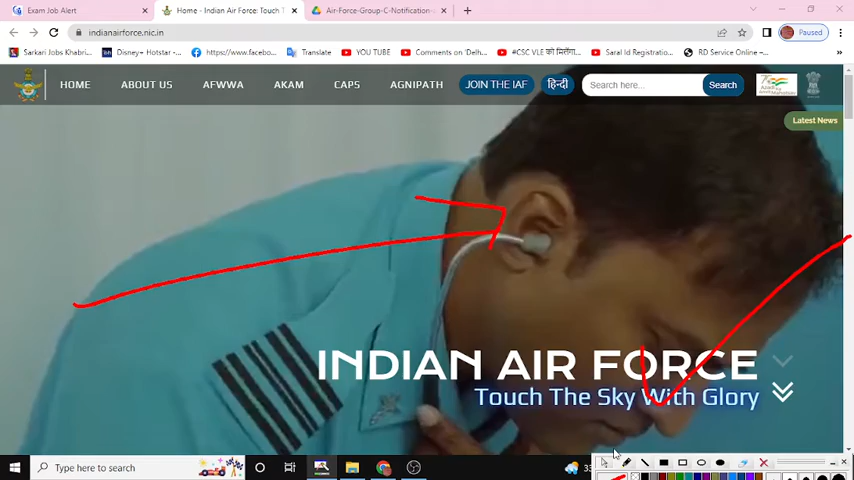 Exam Job Alert
Home - Indian Air Force: Touch T
Air-Force-Group-C-Notification-
indianairforce.nic.in
Paused
Sarkari Jobs Khabri...
Disney+ Hotstar -...
https://www.facebo...
Translate
YOU TUBE
Comments on 'Delh...
#CSC VLE को मिलेंगा...
Saral Id Registratio...
RD Service Online -...
HOME
ABOUT US
AFWWA
AKAM
CAPS
AGNIPATH
JOIN THE IAF
हिन्दी
Search here...
Search
Latest News
INDIAN AIR FORCE
Touch The Sky With Glory
Type here to search